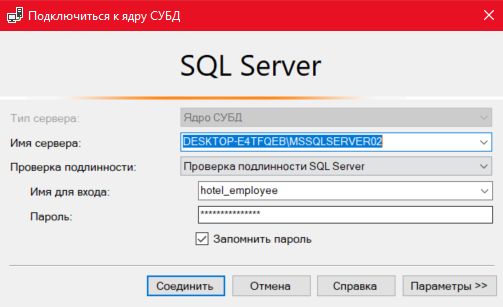 Подключиться к ядру СУБД
SQL Server
Тип сервера: Ядро СУБД
Имя сервера: DESKTOP-E4TFQEB\MSSQLSERVER02
Проверка подлинности: Проверка подлинности SQL Server
Имя для входа: hotel_employee
Пароль: ***************
Запомнить пароль
Соединить Отмена Справка Параметры >>